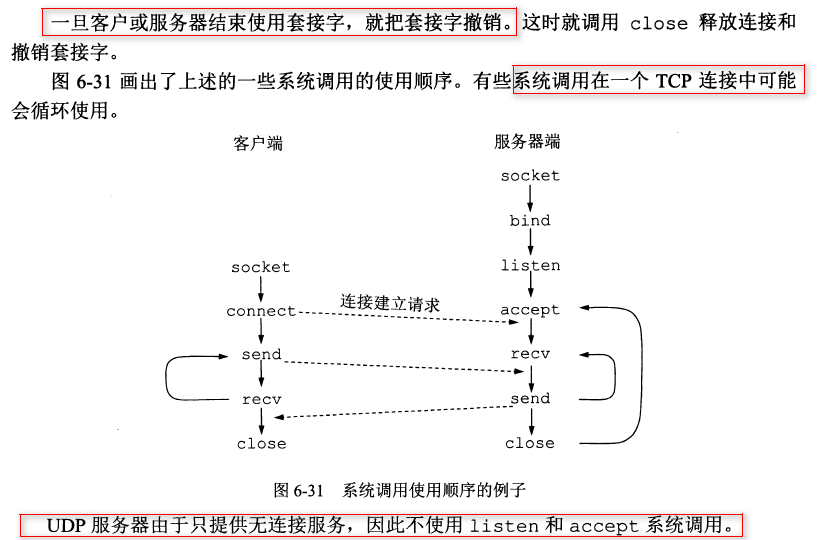 一旦客户或服务器结束使用套接字，就把套接字撤销。这时就调用 close 释放连接和
撤销套接字。
图 6-31 画出了上述的一些系统调用的使用顺序。有些系统调用在一个 TCP 连接中可能
会循环使用。
客户端 服务器端
socket
bind
socket listen
connect 连接建立请求 accept
send recv
recv send
close close
图 6-31 系统调用使用顺序的例子
UDP 服务器由于只提供无连接服务，因此不使用 listen 和 accept 系统调用。